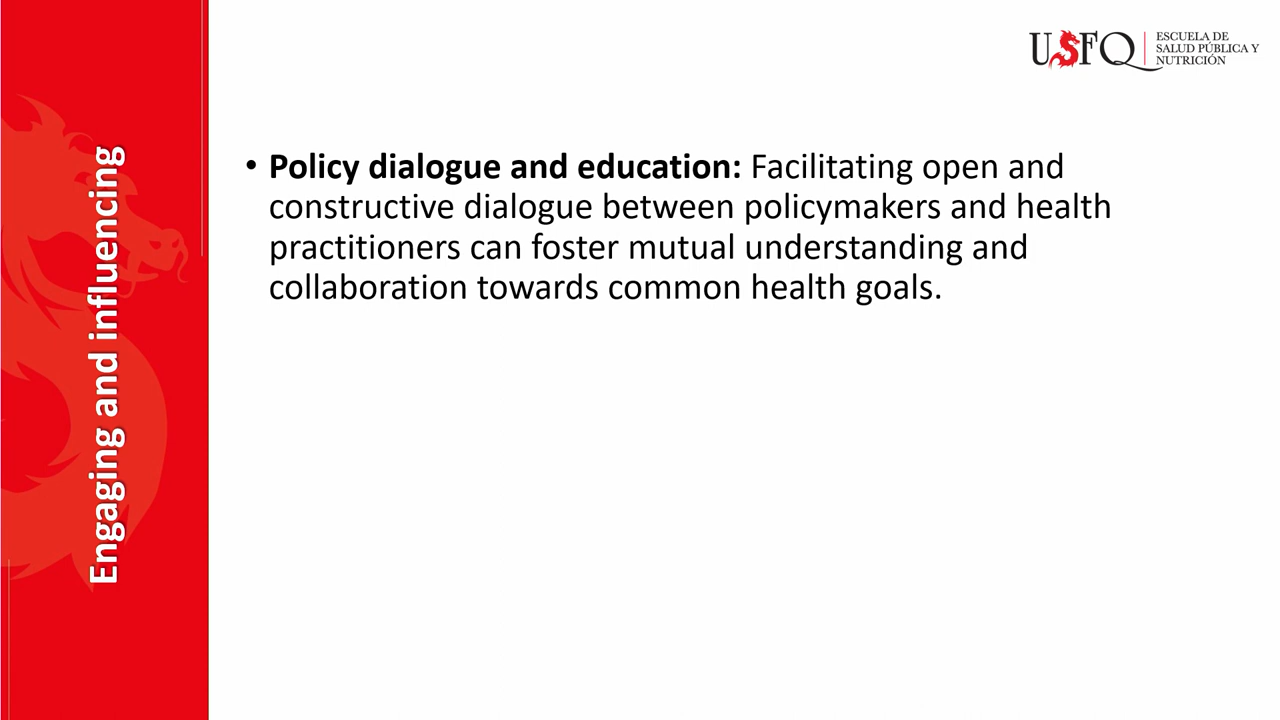 USFQ
ESCUELA DE
SALUD PÚBLICA Y
NUTRICIÓN
Engaging and influencing
• Policy dialogue and education: Facilitating open and
constructive dialogue between policymakers and health
practitioners can foster mutual understanding and
collaboration towards common health goals.